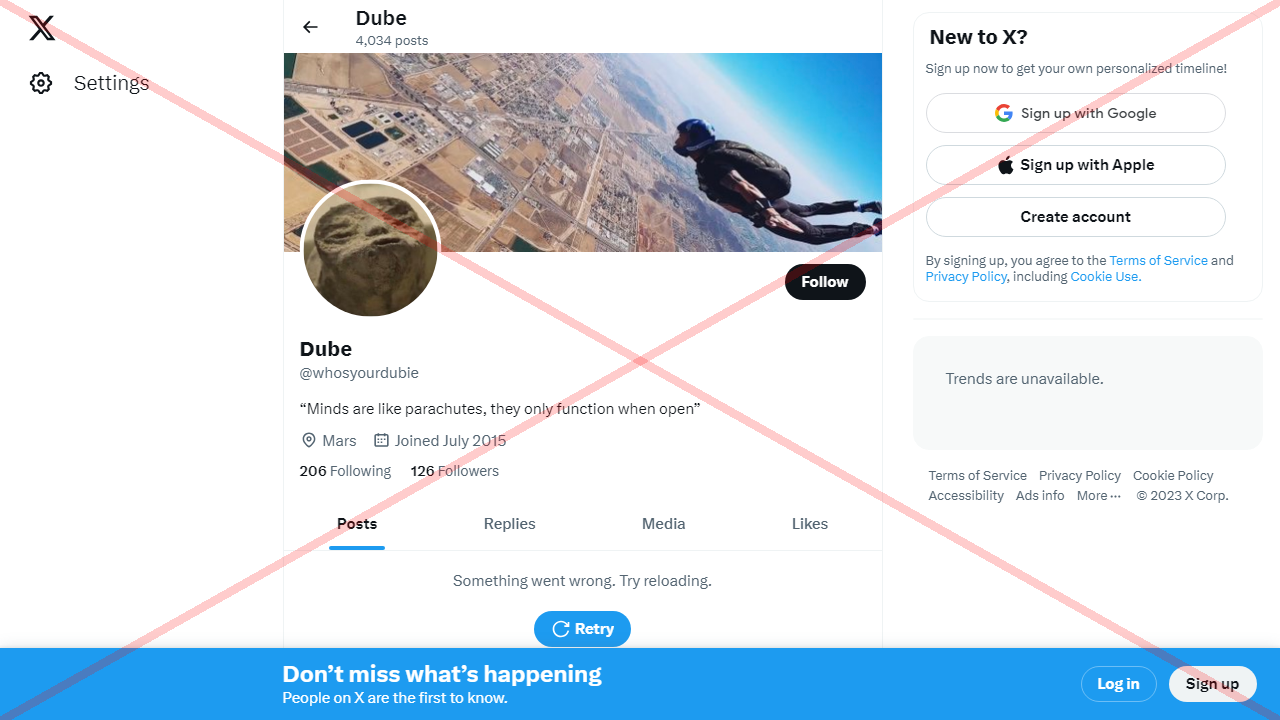 Settings
Dube
4,034 posts
Follow
Dube
@whosyourdubie
“Minds are like parachutes, they only function when open”
Mars Joined July 2015
206 Following 126 Followers
Posts Replies Media Likes
Something went wrong. Try reloading.
Retry
New to X?
Sign up now to get your own personalized timeline!
Sign up with Google
Sign up with Apple
Create account
By signing up, you agree to the Terms of Service and
Privacy Policy, including Cookie Use.
Trends are unavailable.
Terms of Service Privacy Policy Cookie Policy
Accessibility Ads info More ··· © 2023 X Corp.
Don’t miss what’s happening
People on X are the first to know.
Log in Sign up